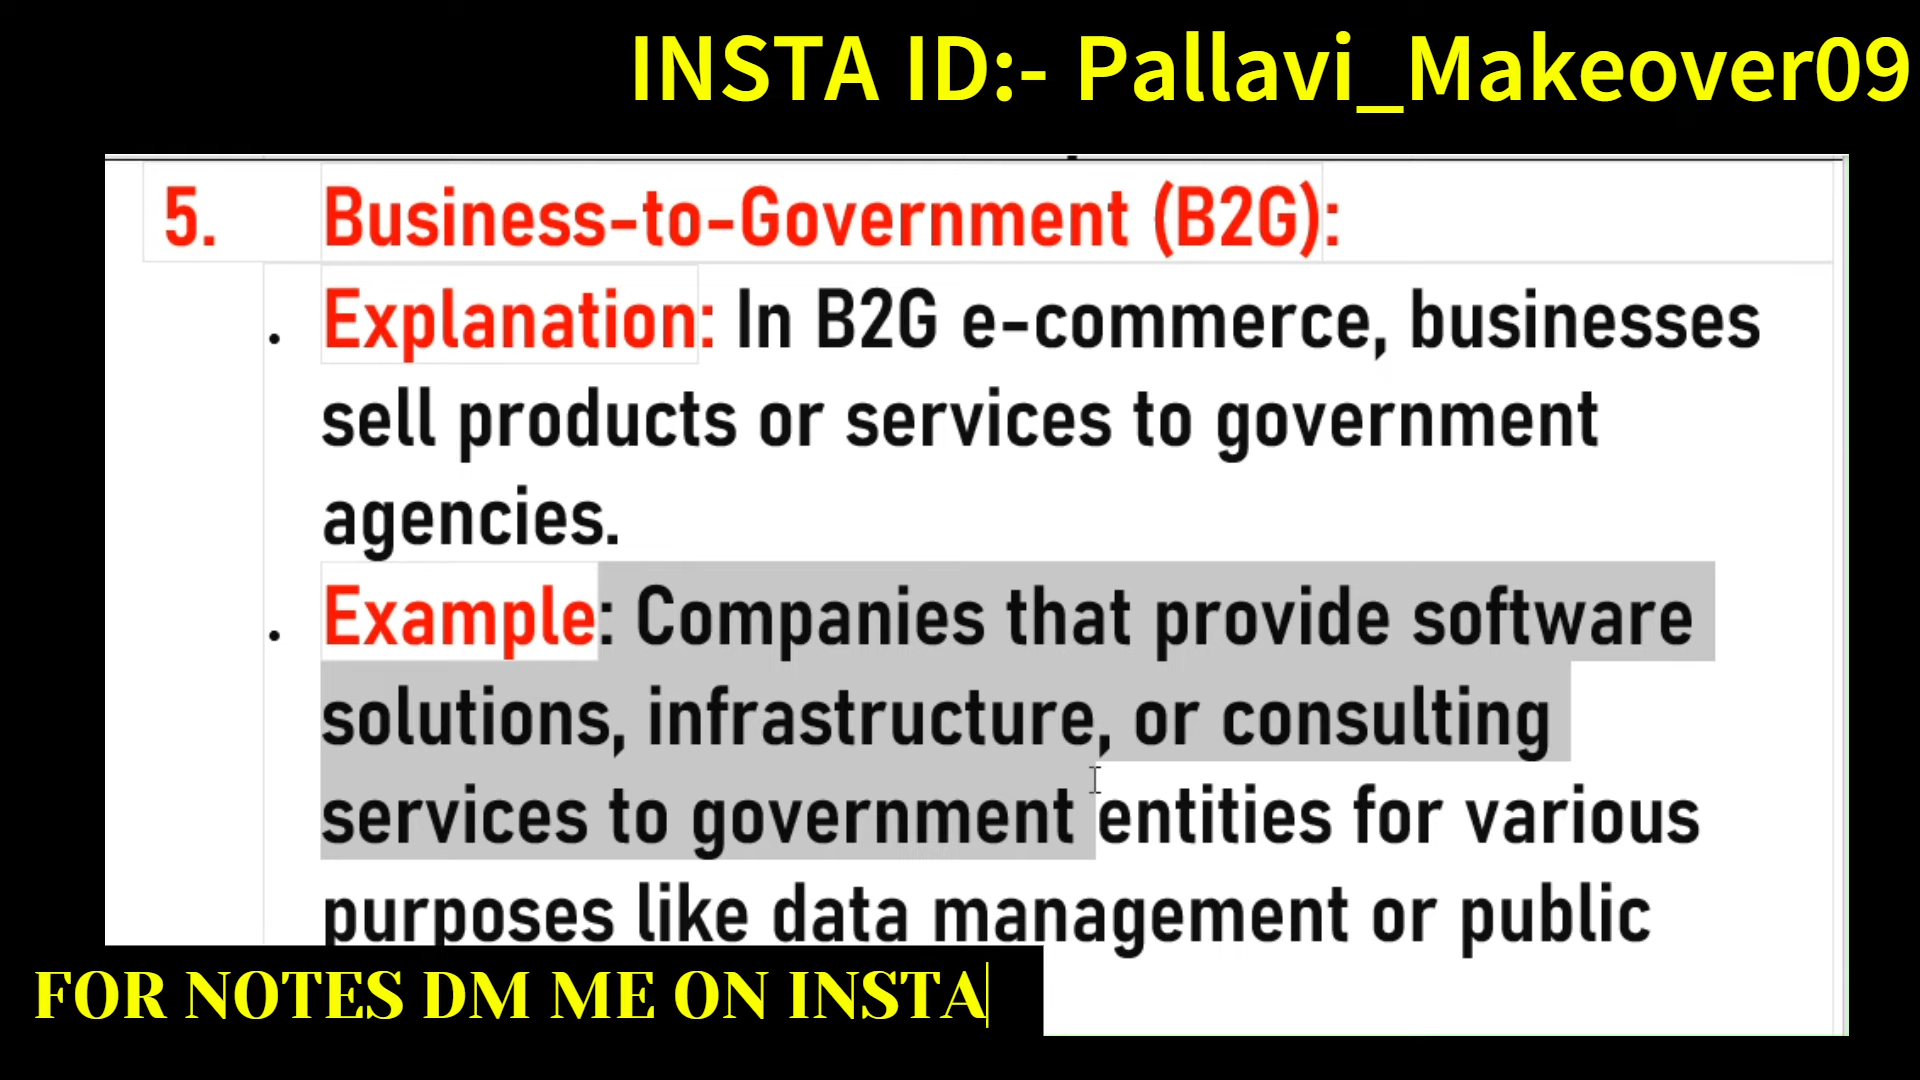 INSTA ID:- Pallavi_Makeover09
5. Business-to-Government (B2G):
. Explanation: In B2G e-commerce, businesses
sell products or services to government
agencies.
. Example: Companies that provide software
solutions, infrastructure, or consulting
services to government entities for various
purposes like data management or public
FOR NOTES DM ME ON INSTA